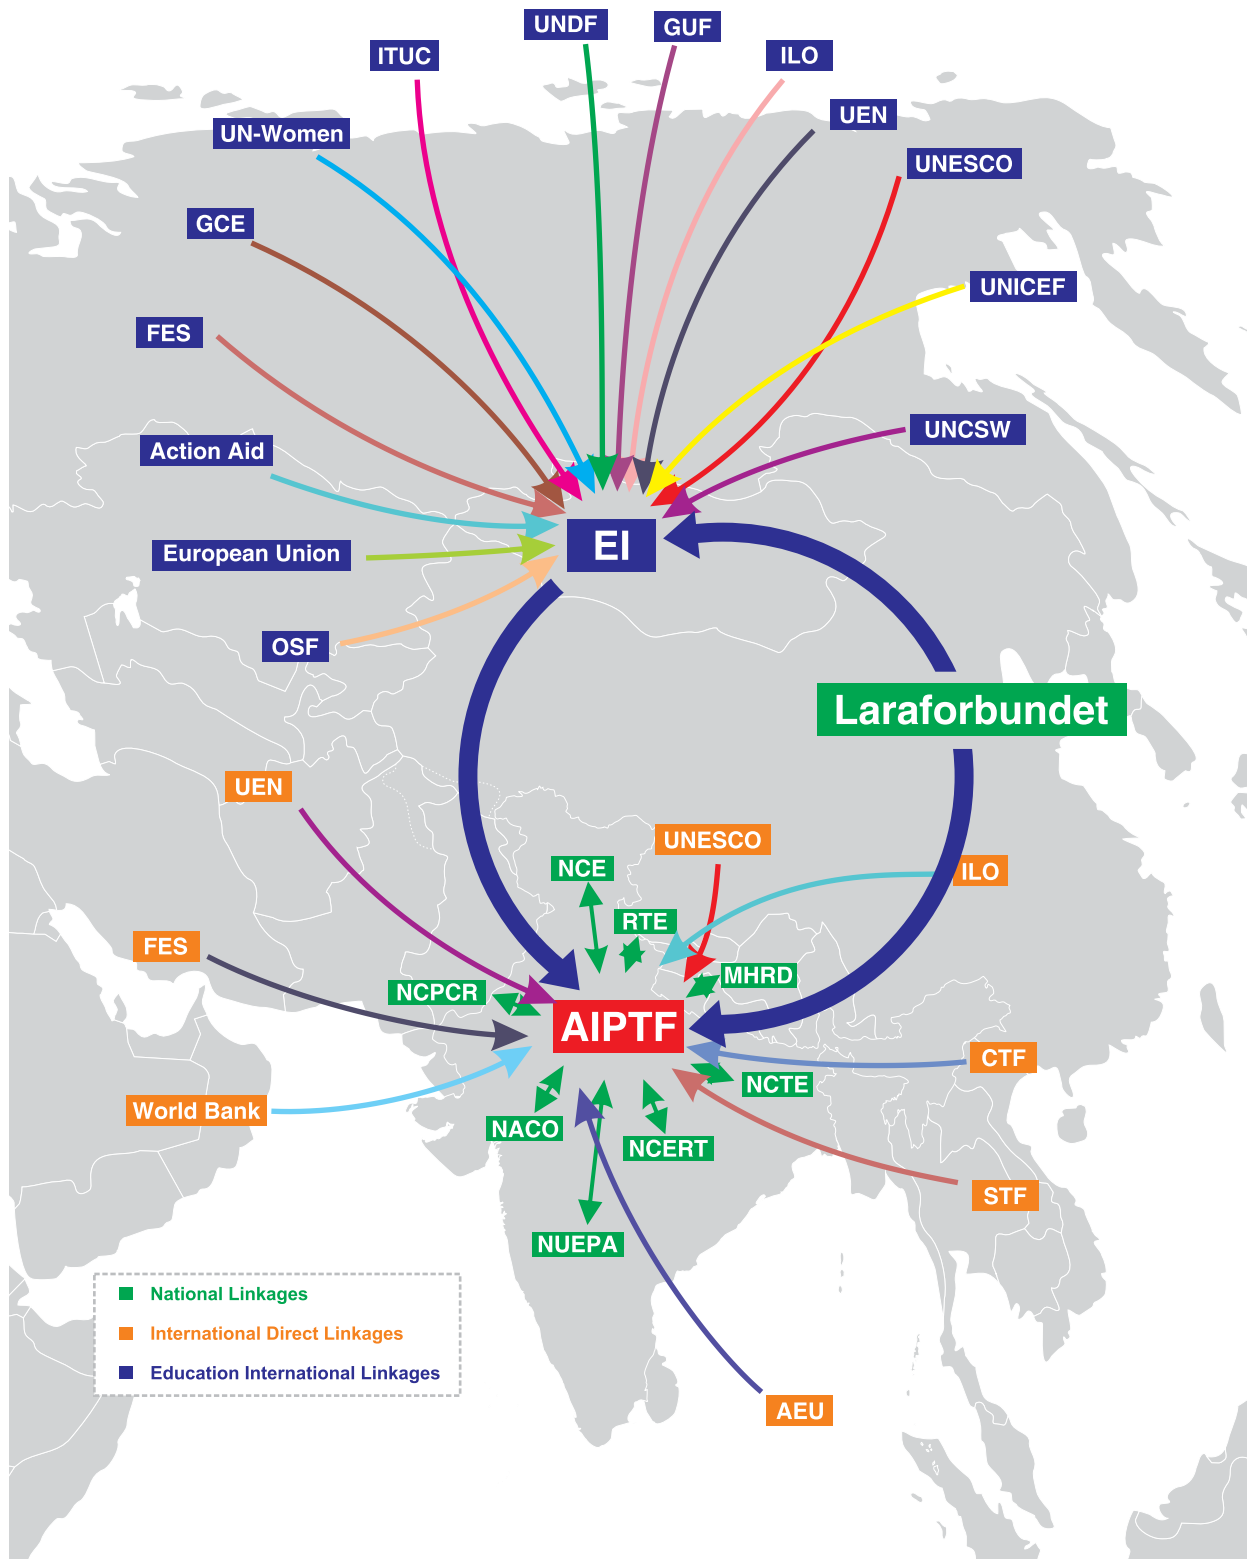 UNDF
GUF
ITUC
ILO
UEN
UN-Women
UNESCO
GCE
UNICEF
FES
UNCSW
Action Aid
EI
European Union
OSF
Laraforbundet
UEN
UNESCO
NCE
ILO
RTE
FES
MHRD
NCPCR
AIPTF
CTF
NCTE
World Bank
NACO
NCERT
STF
NUEPA
National Linkages
International Direct Linkages
Education International Linkages
AEU